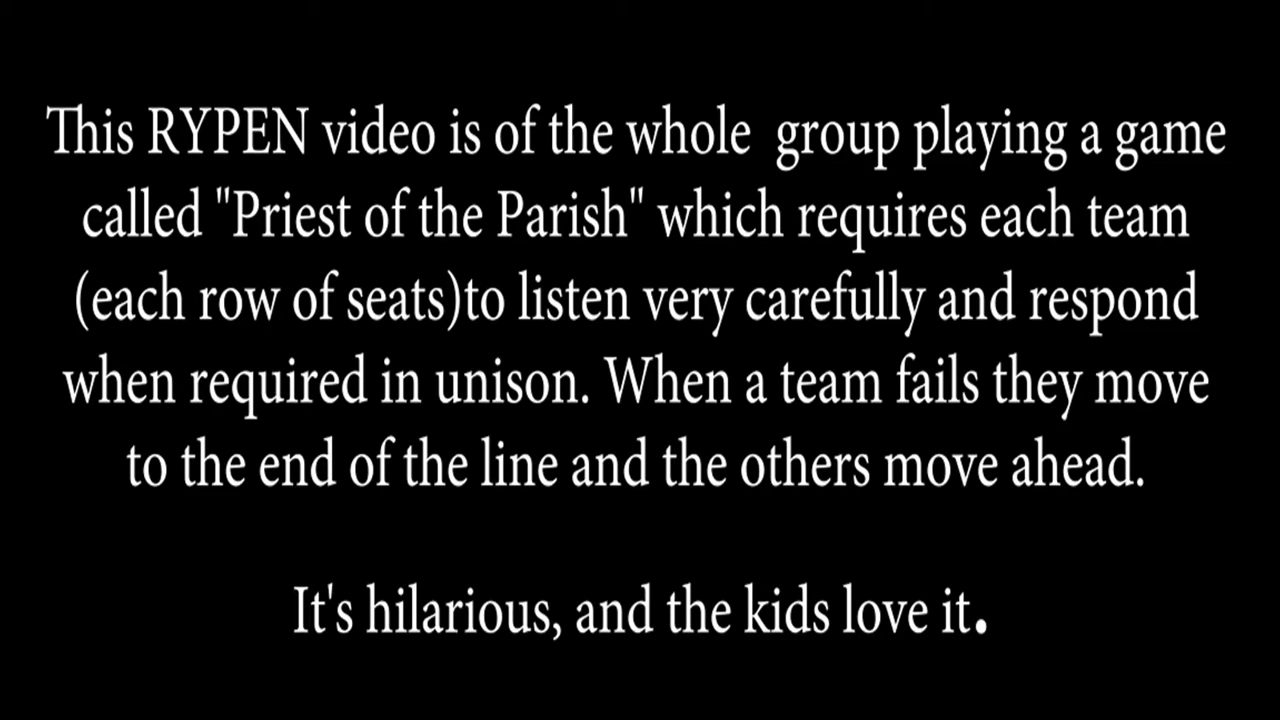 This RYPEN video is of the whole  group playing a game
called "Priest of the Parish" which requires each team
(each row of seats)to listen very carefully and respond
when required in unison. When a team fails they move
to the end of the line and the others move ahead.
It's hilarious, and the kids love it.